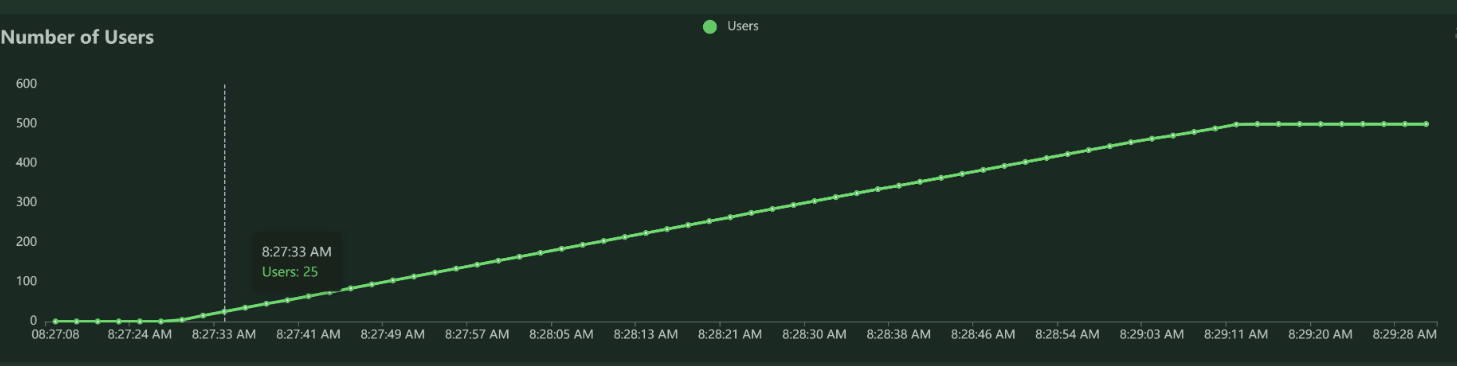 Users
Number of Users
600
500
400
300
200
8:27:33 AM
Users: 25
100
0
08:27:08 8:27:24 AM 8:27:33 AM 8:27:41 AM 8:27:49 AM 8:27:57 AM 8:28:05 AM 8:28:13 AM 8:28:21 AM 8:28:30 AM 8:28:38 AM 8:28:46 AM 8:28:54 AM 8:29:03 AM 8:29:11 AM 8:29:20 AM 8:29:28 AM